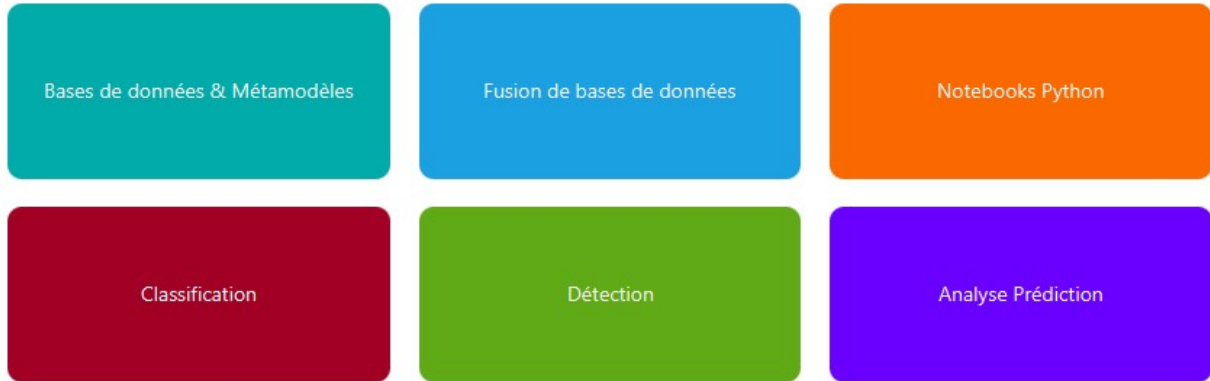 Bases de données & Métamodèles
Fusion de bases de données
Notebooks Python
Classification
Détection
Analyse Prédiction